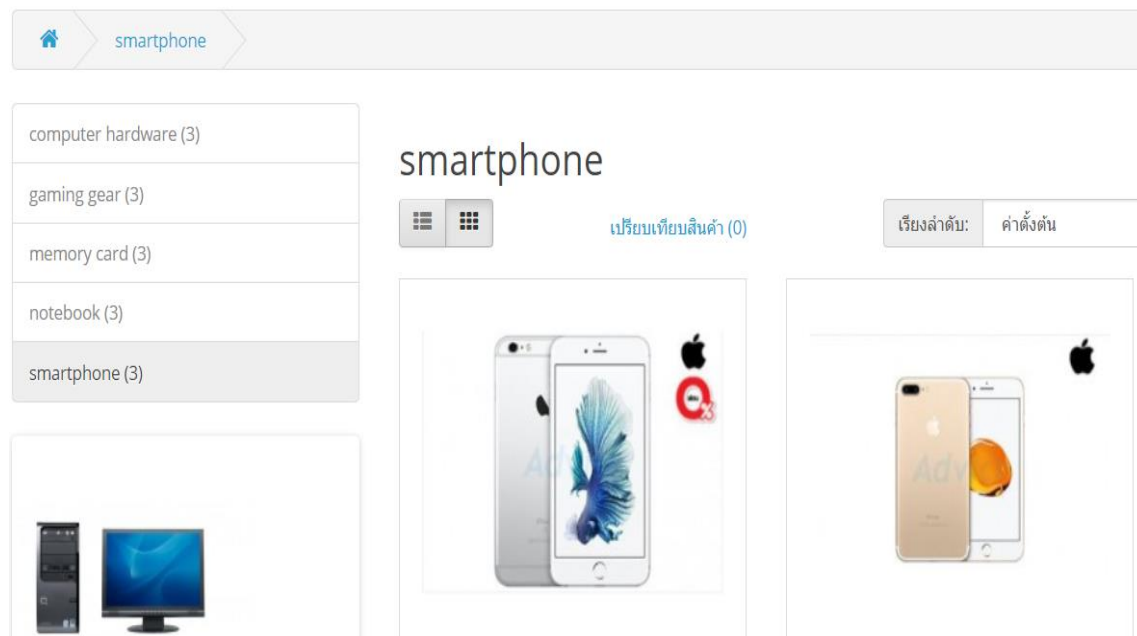 smartphone
computer hardware (3)
gaming gear (3)
memory card (3)
notebook (3)
smartphone (3)
smartphone
เปรียบเทียบสินค้า (0)
เรียงลำดับ: ค่าตั้งต้น